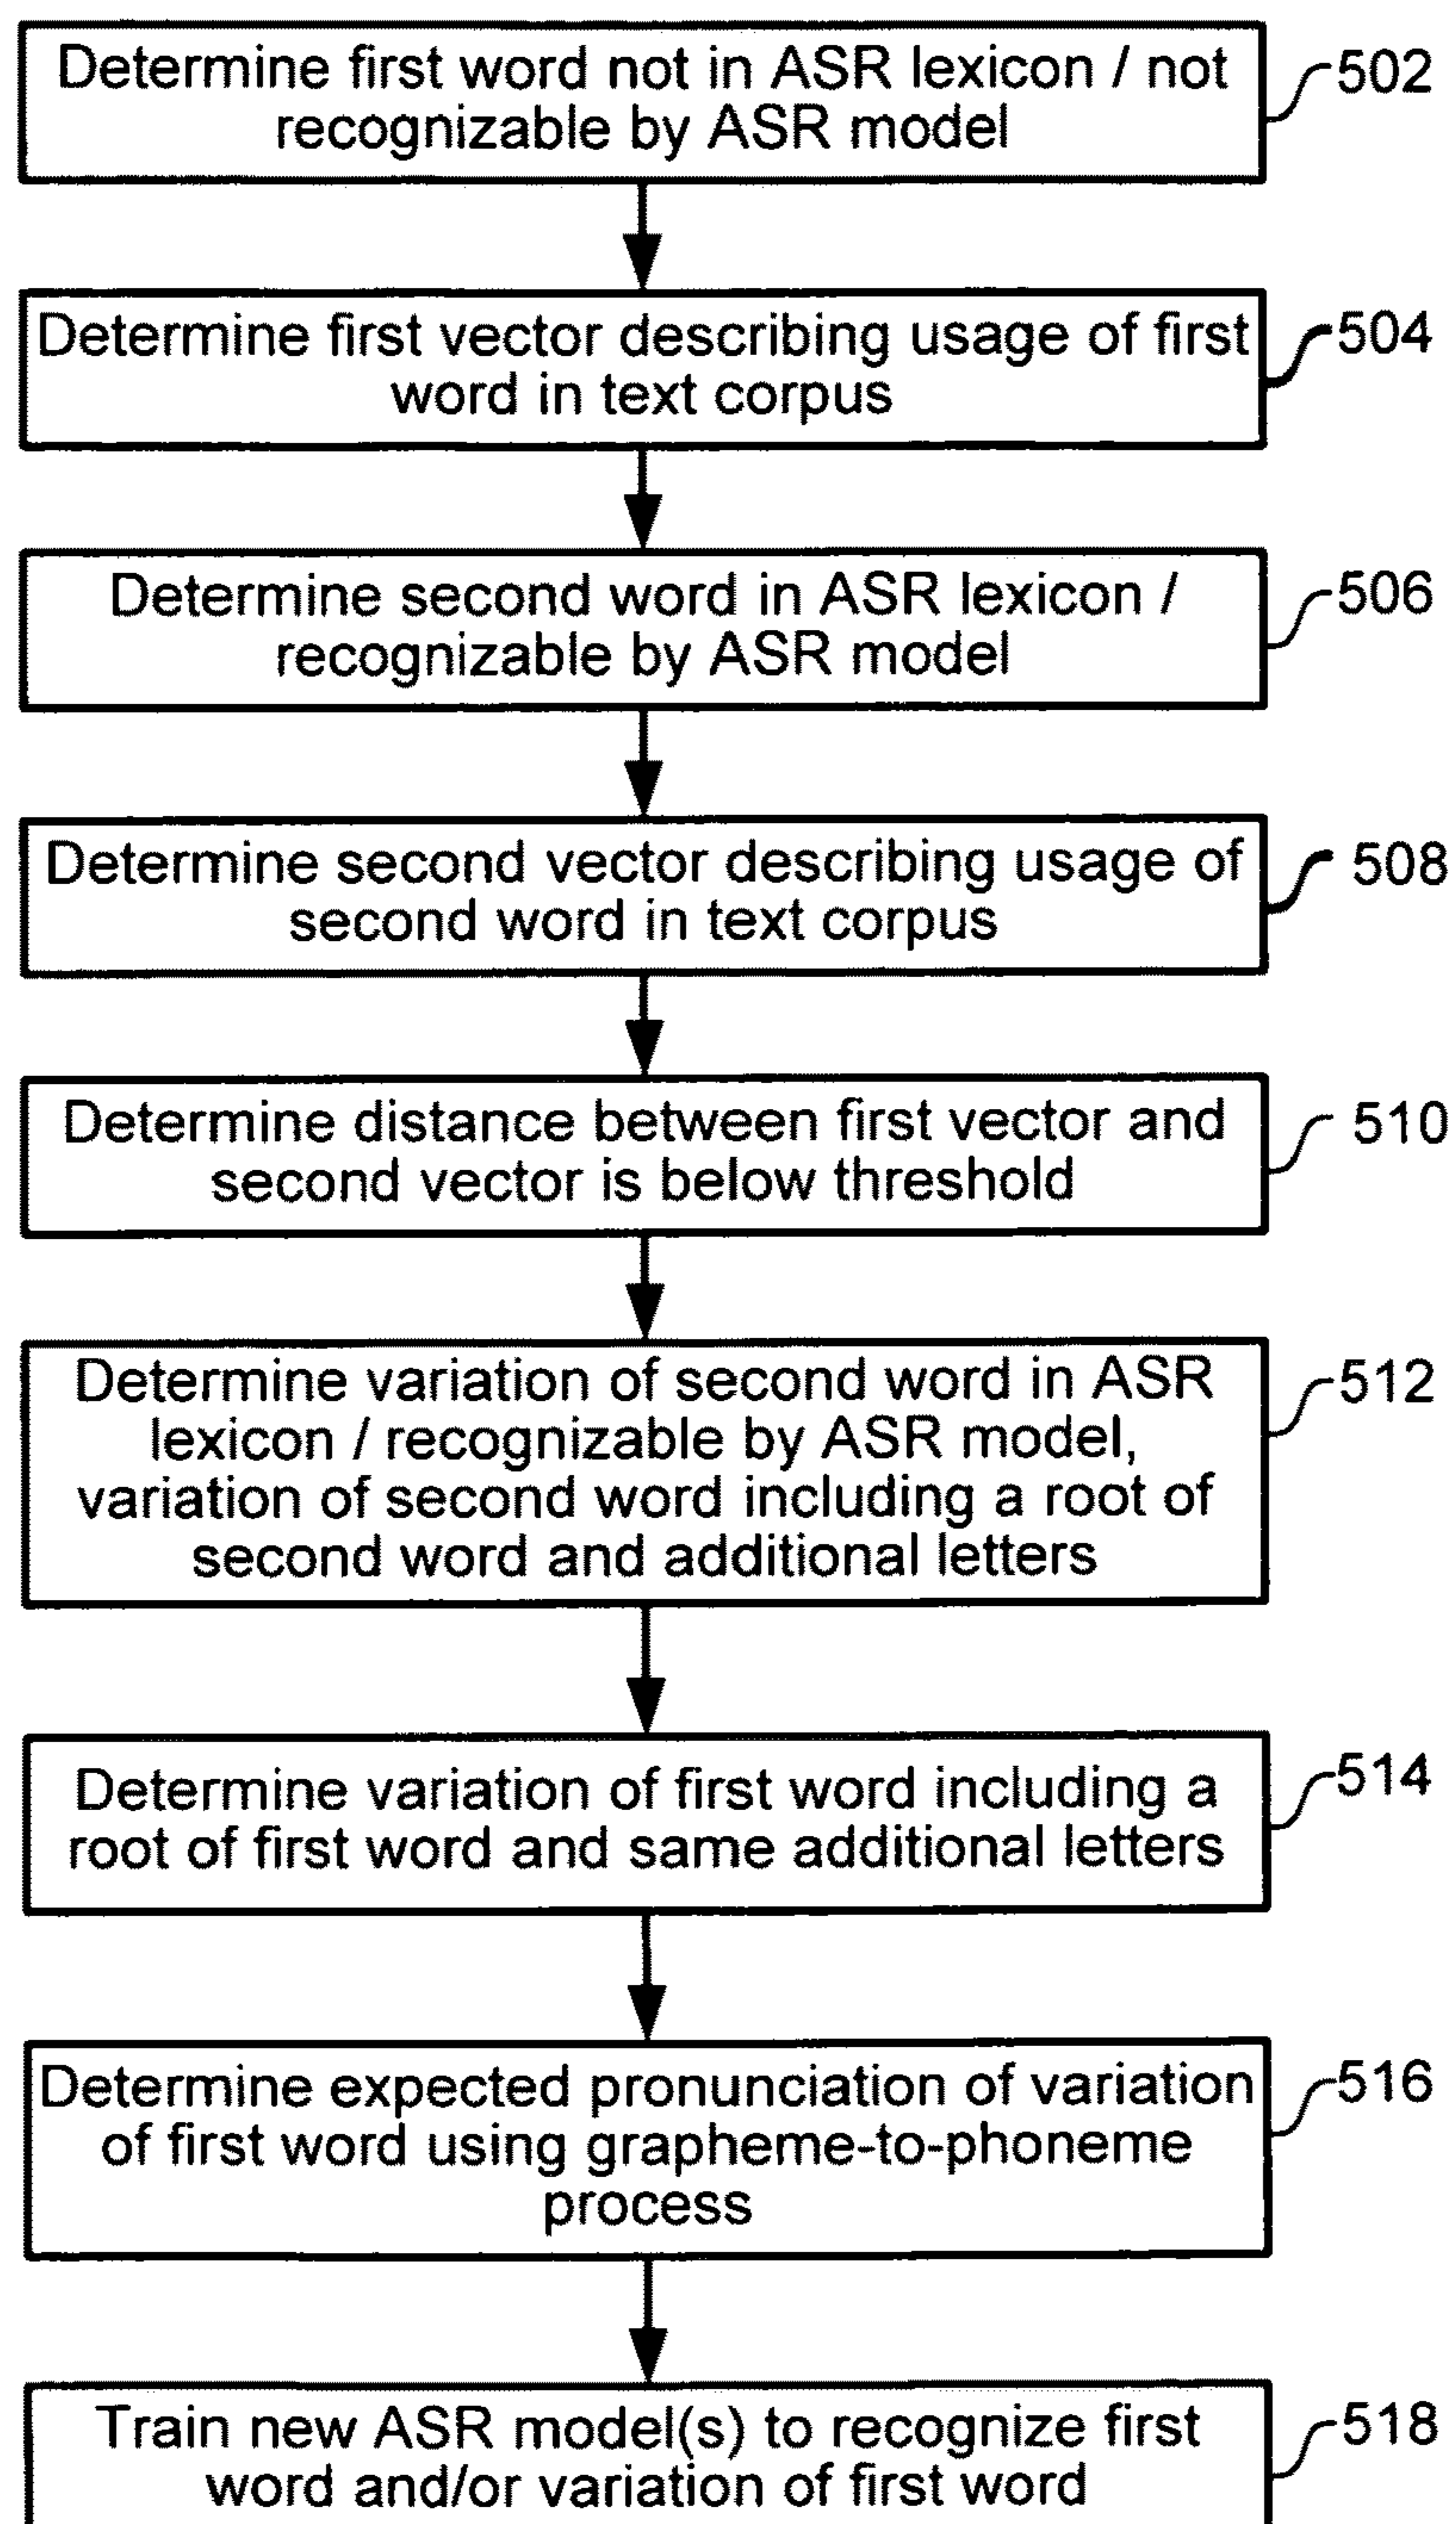 Determine first word not in ASR lexicon / not
recognizable by ASR model
502
Determine first vector describing usage of first
word in text corpus
504
Determine second word in ASR lexicon /
recognizable by ASR model
506
Determine second vector describing usage of
second word in text corpus
508
Determine distance between first vector and
second vector is below threshold
510
Determine variation of second word in ASR
lexicon / recognizable by ASR model,
variation of second word including a root of
second word and additional letters
512
Determine variation of first word including a
root of first word and same additional letters
514
Determine expected pronunciation of variation
of first word using grapheme-to-phoneme
process
516
Train new ASR model(s) to recognize first
word and/or variation of first word
518